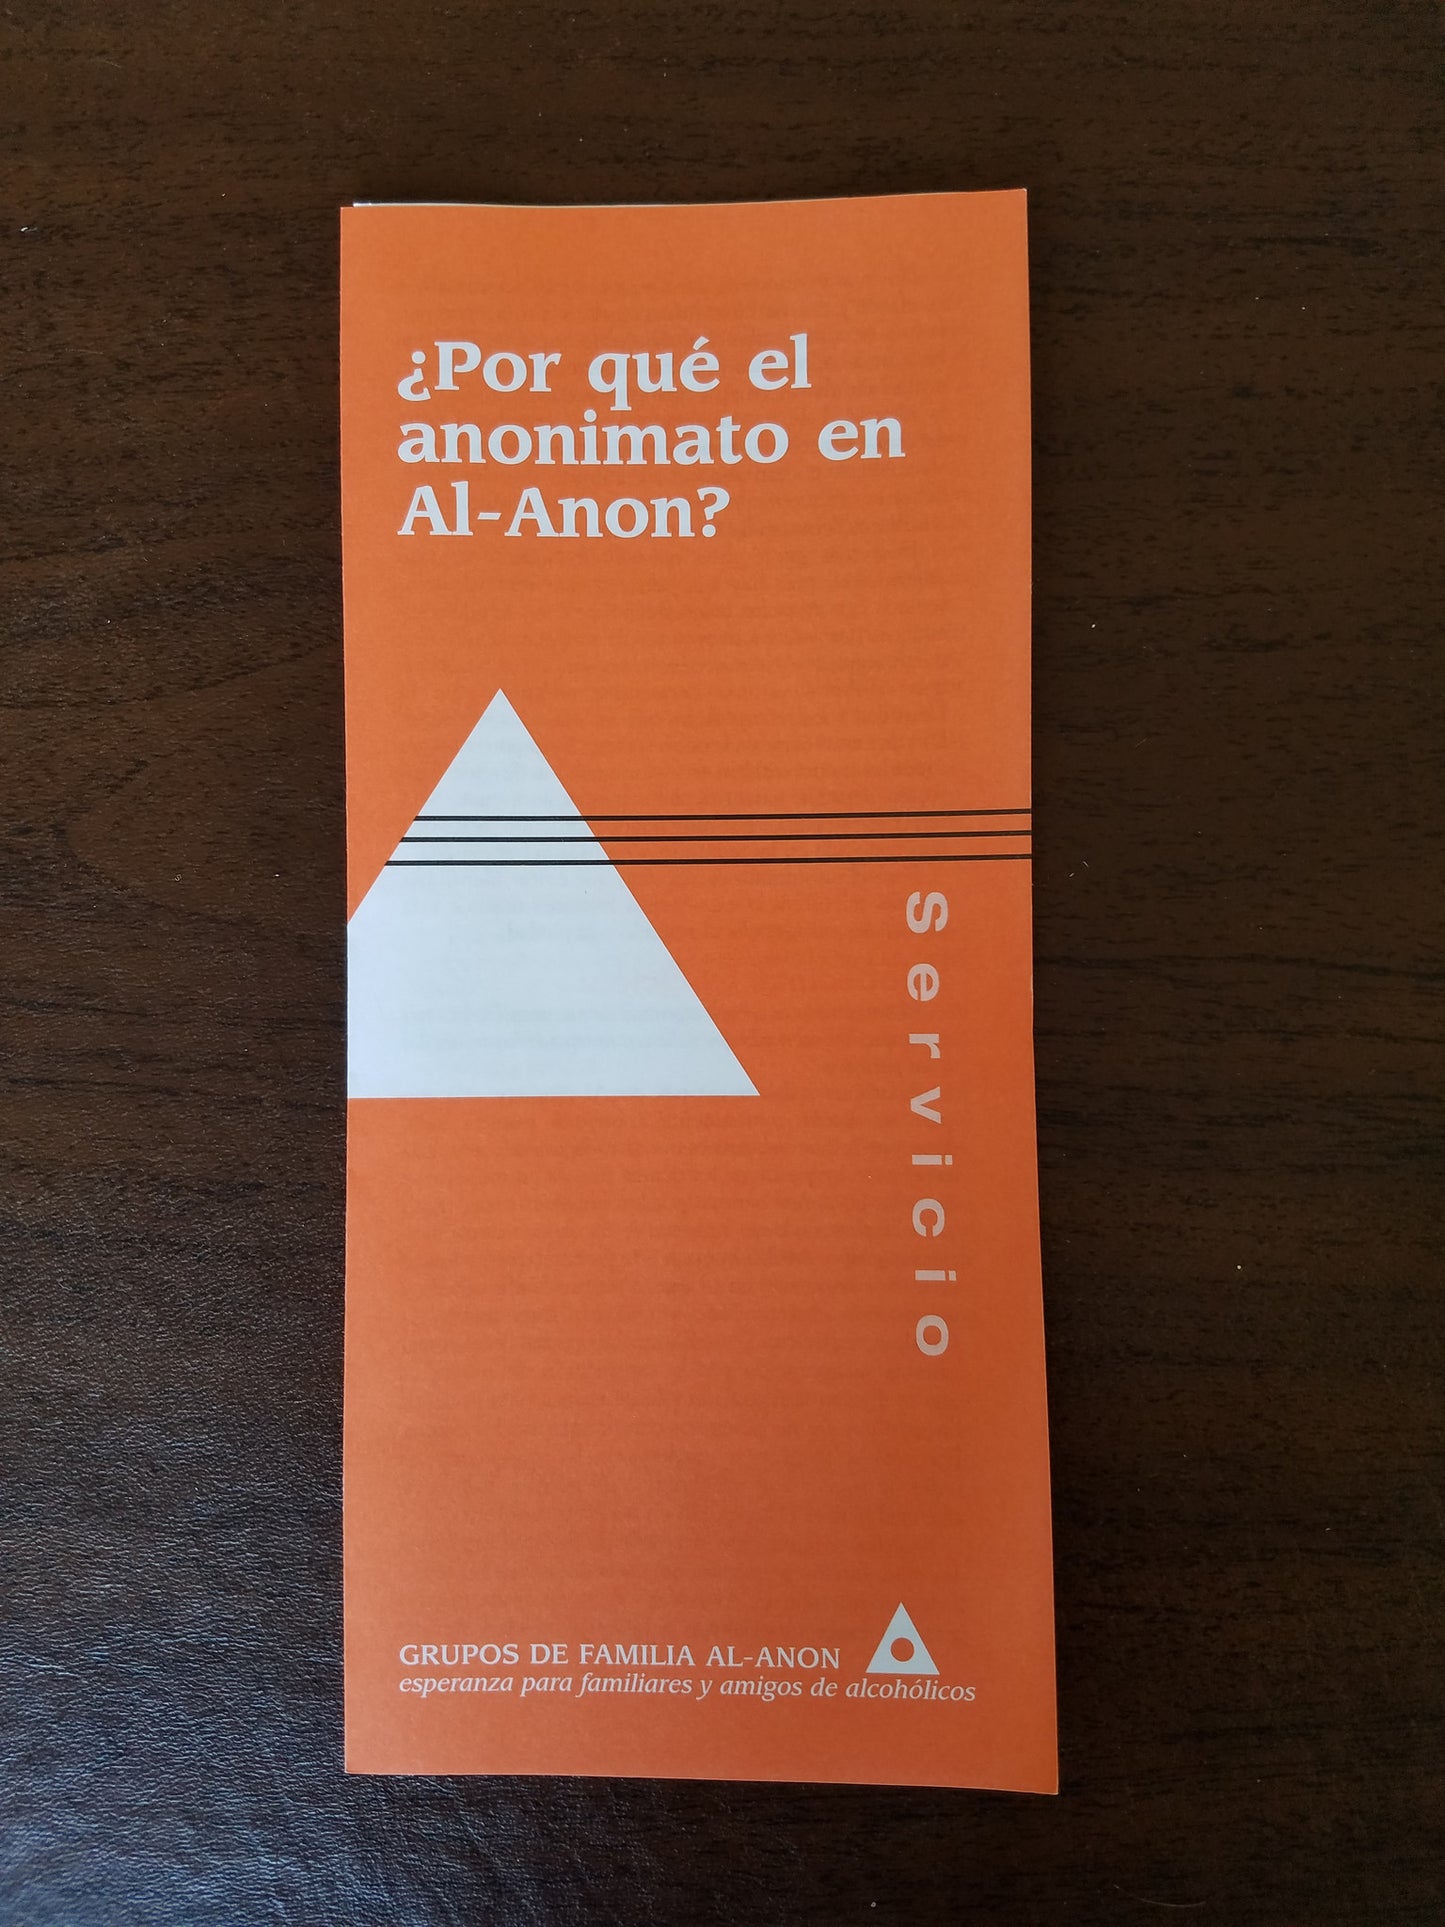 ¿Por qué el
anonimato en
Al-Anon?
Servicio
GRUPOS DE FAMILIA AL-ANON
esperanza para familiares y amigos de alcohólicos